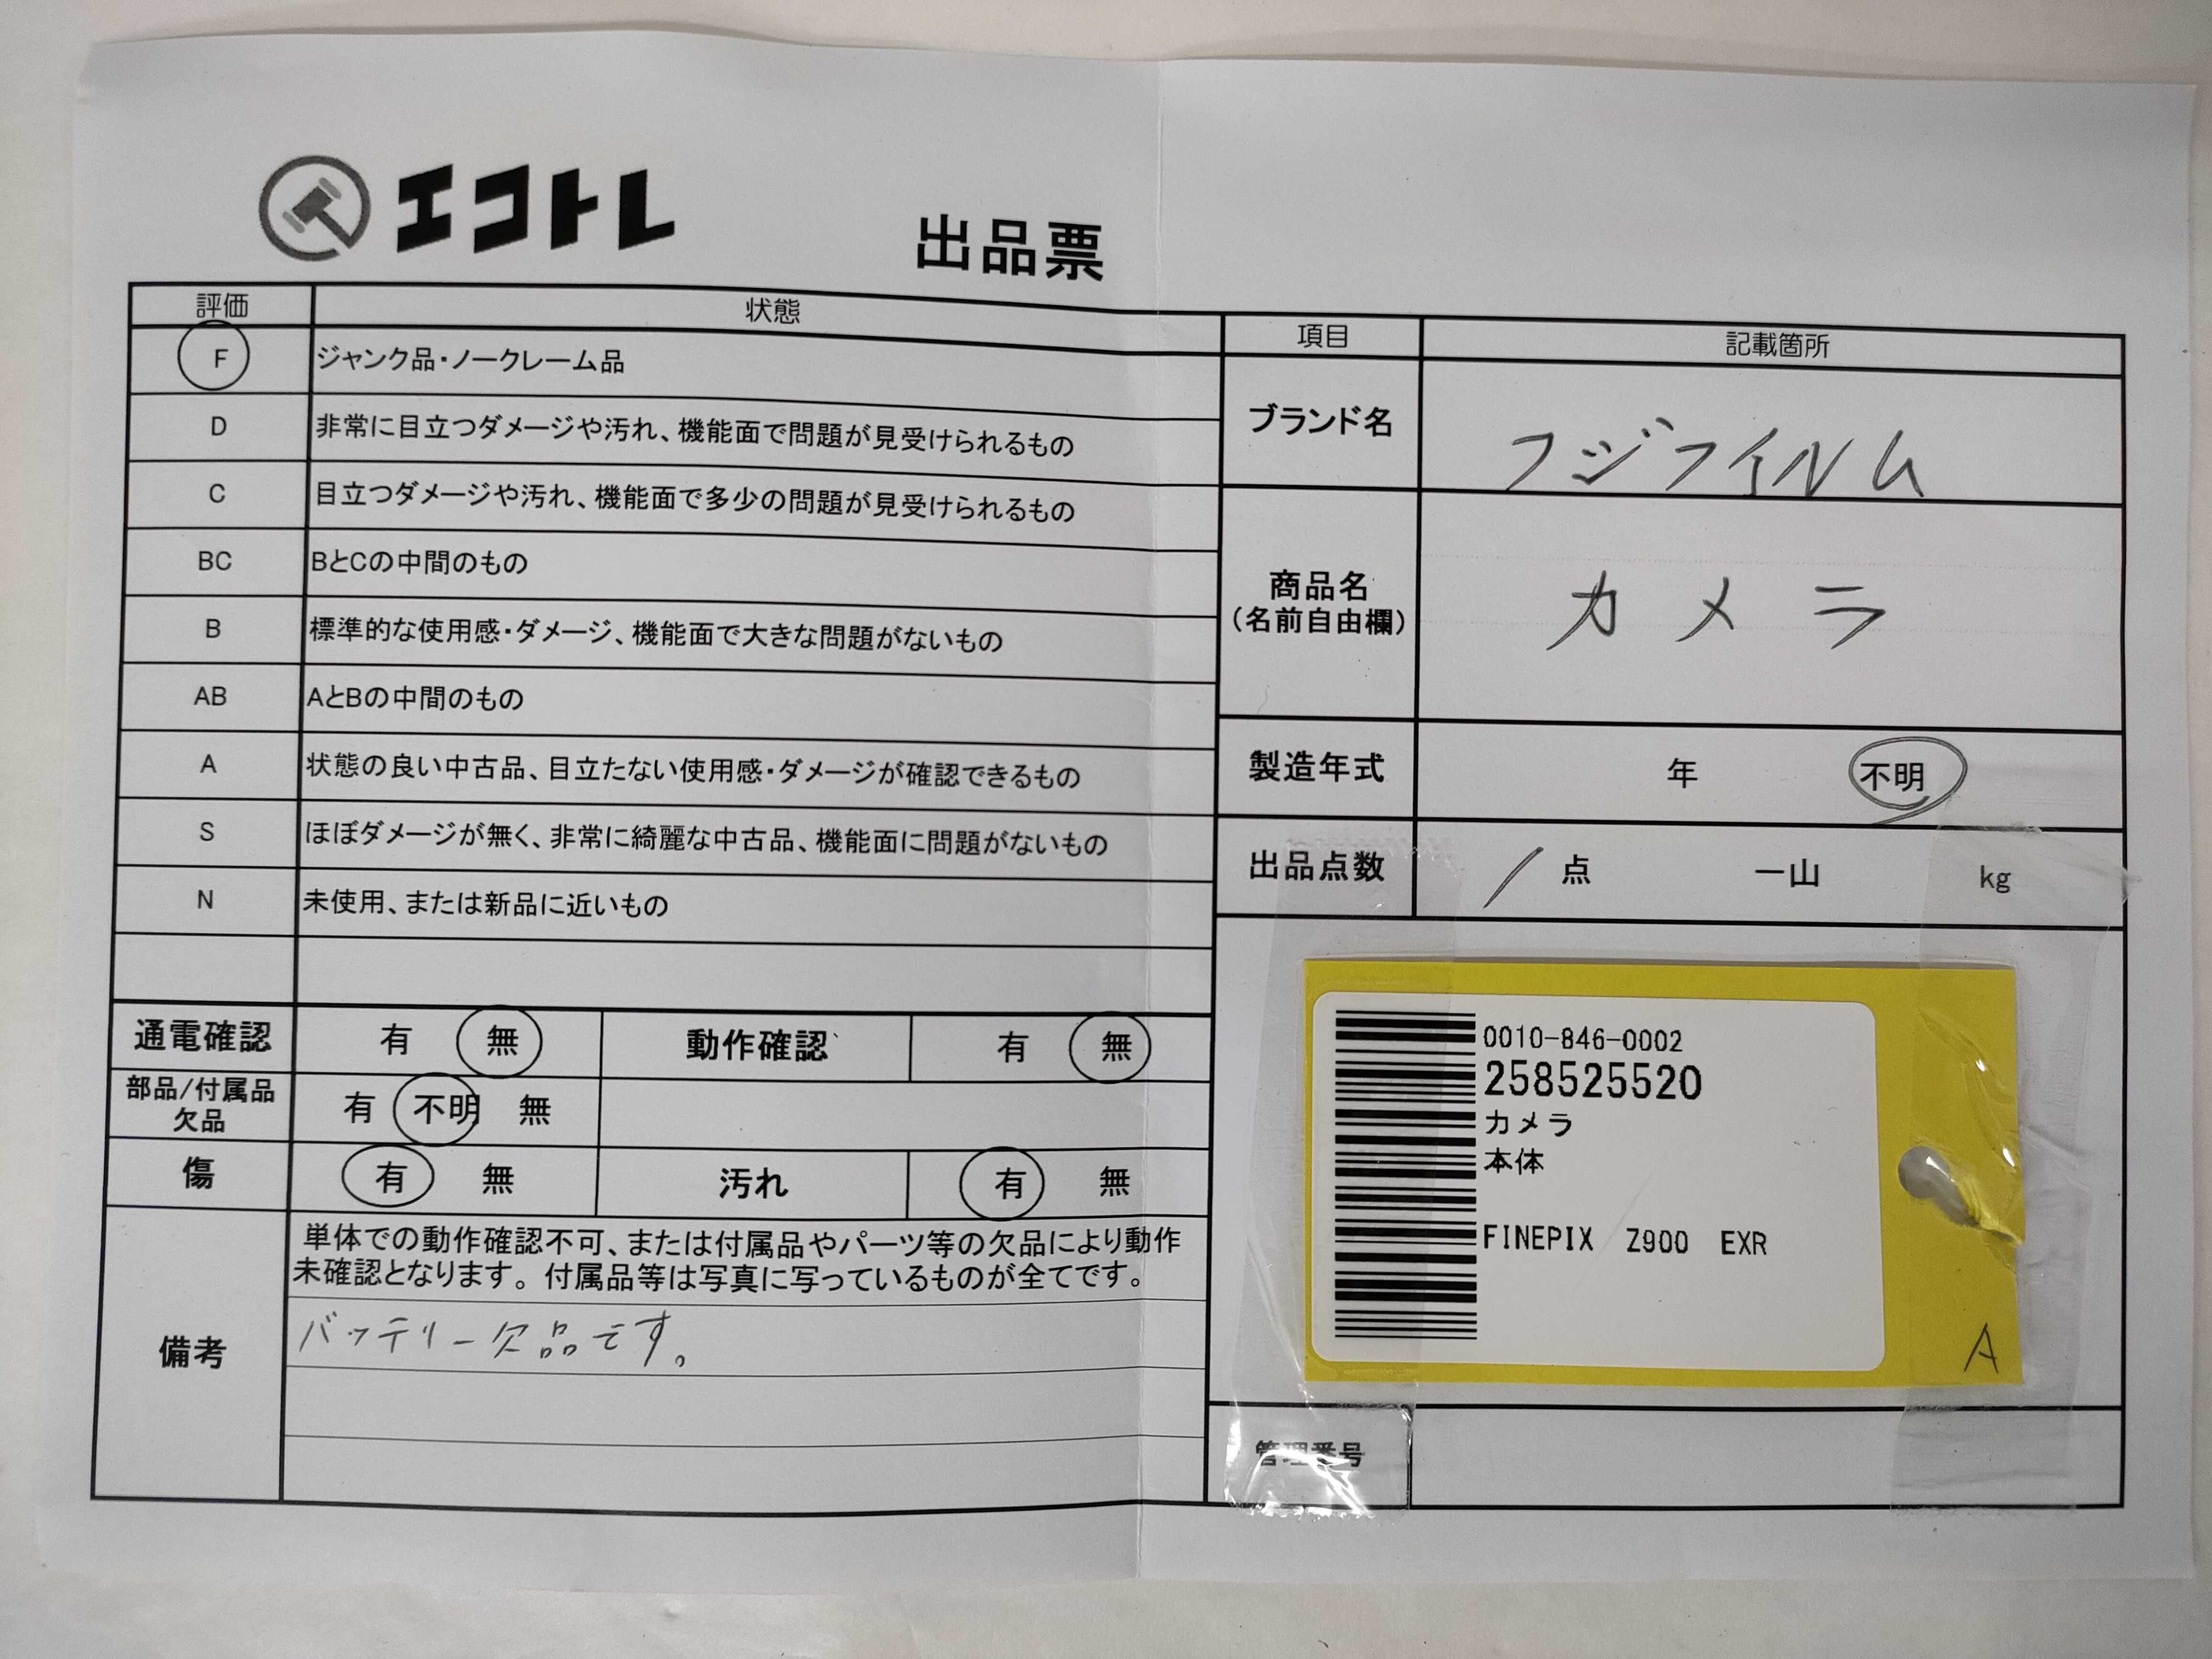 エコトレ
出品票
評価 状態
F ジャンク品・ノークレーム品
D 非常に目立つダメージや汚れ、機能面で問題が見受けられるもの
C 目立つダメージや汚れ、機能面で多少の問題が見受けられるもの
BC BとCの中間のもの
B 標準的な使用感・ダメージ、機能面で大きな問題がないもの
AB AとBの中間のもの
A 状態の良い中古品、目立たない使用感・ダメージが確認できるもの
S ほぼダメージが無く、非常に綺麗な中古品、機能面に問題がないもの
N 未使用、または新品に近いもの
通電確認 有 無 動作確認 有 無
部品/付属品
欠品 有 不明 無
傷 有 無 汚れ 有 無
備考
単体での動作確認不可、または付属品やパーツ等の欠品により動作
未確認となります。付属品等は写真に写っているものが全てです。
バッテリー欠品です。
項目 記載箇所
ブランド名 フジフイルム
商品名
(名前自由欄)
カメラ
製造年式 年 不明
出品点数 1 点 一山 kg
0010-846-0002
258525520
カメラ
本体
FINEPIX Z900 EXR
A
管理番号